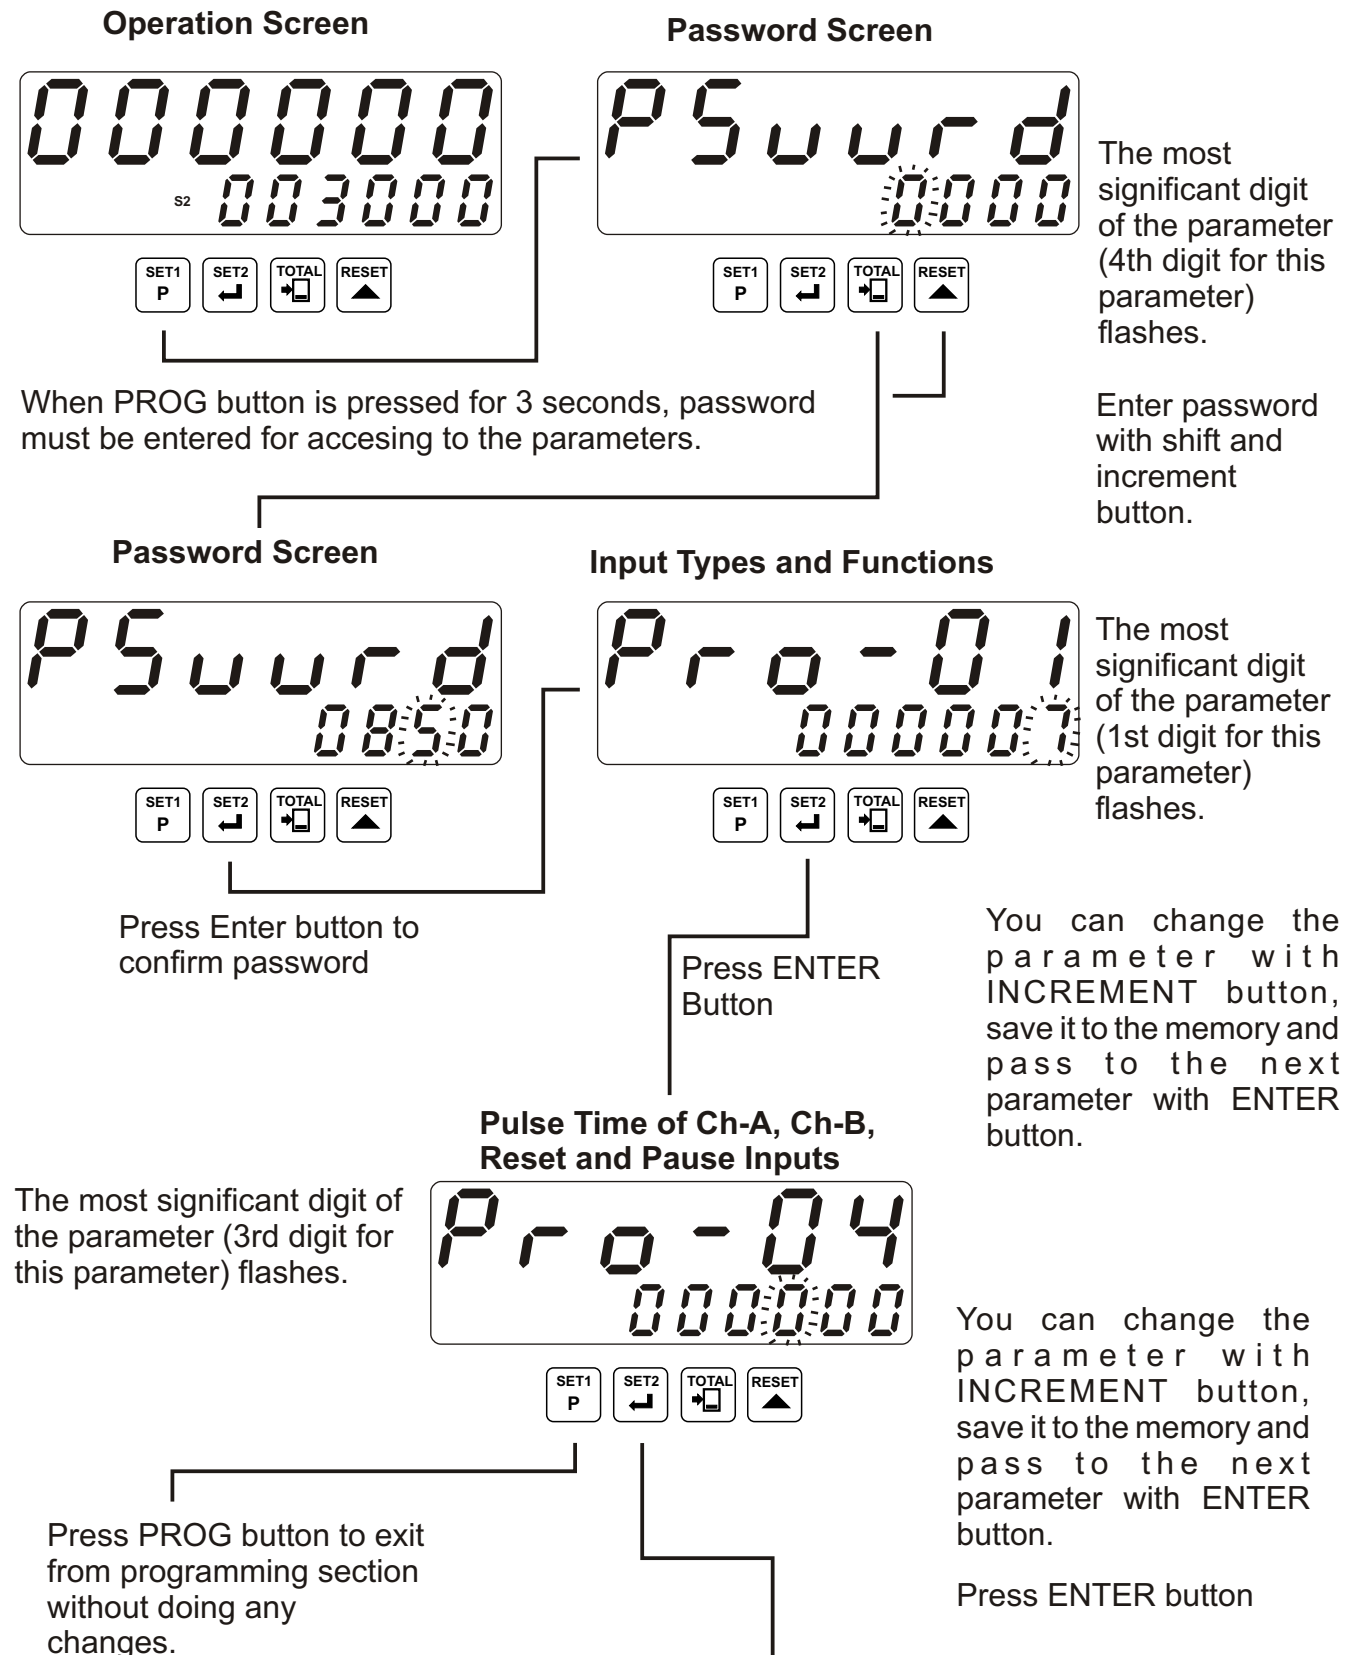 Operation Screen
Password Screen
000000
S2 003000
SET1 P SET2 TOTAL RESET
PSuurd
0000
SET1 P SET2 TOTAL RESET
The most
significant digit
of the parameter
(4th digit for this
parameter)
flashes.
Enter password
with shift and
increment
button.
When PROG button is pressed for 3 seconds, password
must be entered for accesing to the parameters.
Password Screen
Input Types and Functions
PSuurd
0850
SET1 P SET2 TOTAL RESET
Pro-01
000007
SET1 P SET2 TOTAL RESET
The most
significant digit
of the parameter
(1st digit for this
parameter)
flashes.
Press Enter button to
confirm password
Press ENTER
Button
You can change the
parameter with
INCREMENT button,
save it to the memory and
pass to the next
parameter with ENTER
button.
Pulse Time of Ch-A, Ch-B,
Reset and Pause Inputs
The most significant digit of
the parameter (3rd digit for
this parameter) flashes.
Pro-04
000000
SET1 P SET2 TOTAL RESET
You can change the
parameter with
INCREMENT button,
save it to the memory and
pass to the next
parameter with ENTER
button.
Press ENTER button
Press PROG button to exit
from programming section
without doing any
changes.